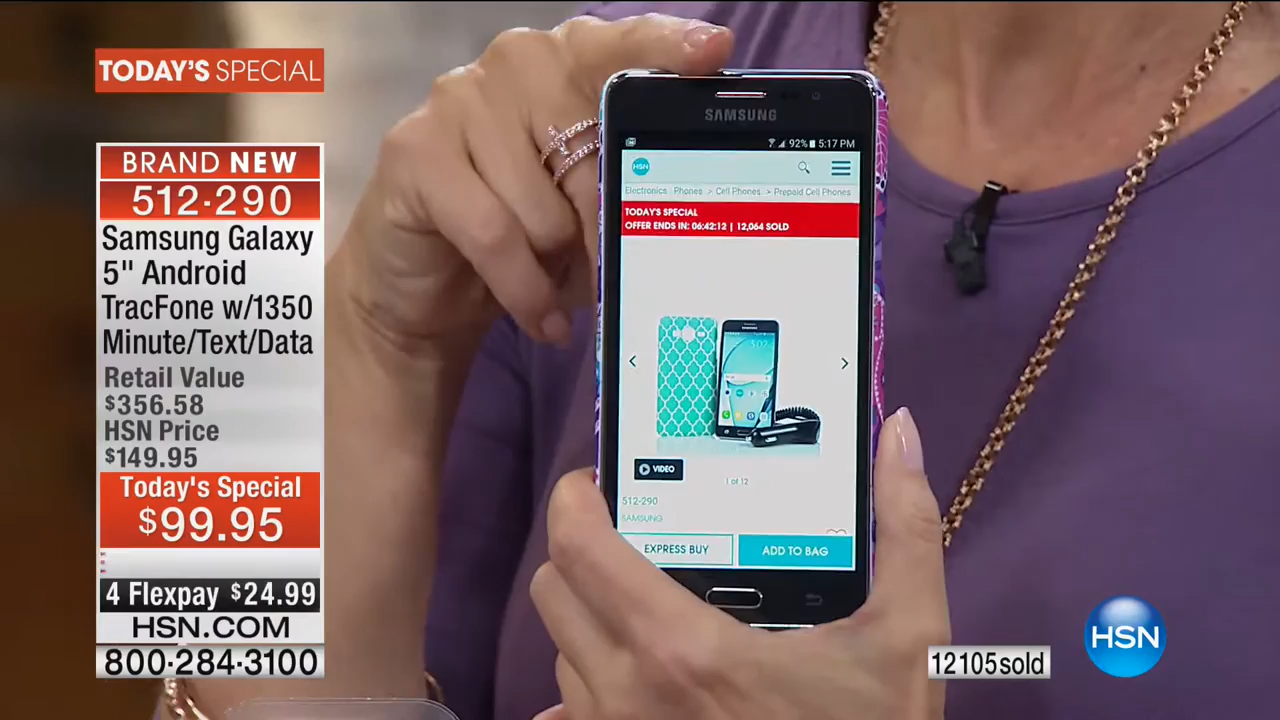 TODAY'S SPECIAL
BRAND NEW
512-290
Samsung Galaxy
5" Android
TracFone w/1350
Minute/Text/Data
Retail Value
$356.58
HSN Price
$149.95
Today's Special
$99.95
4 Flexpay $24.99
HSN.COM
800-284-3100
SAMSUNG
92% 5:17 PM
HSN
Electronics Phones > Cell Phones > Prepaid Cell Phones
TODAY'S SPECIAL
OFFER ENDS IN: 06:42:12 | 12,064 SOLD
5:02
VIDEO
1 of 12
512-290
SAMSUNG
EXPRESS BUY
ADD TO BAG
12105sold
HSN